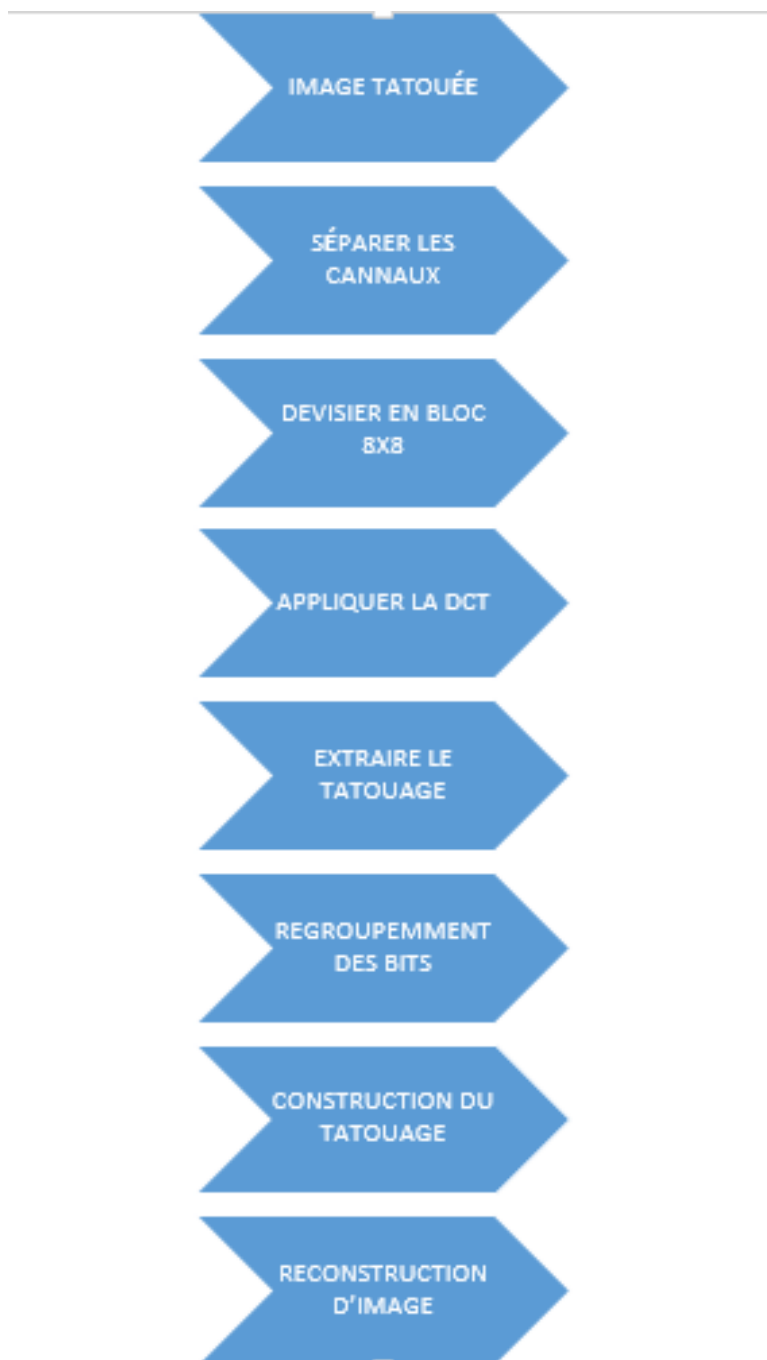 IMAGE TATOUÉE
SÉPARER LES
CANNAUX
DEVISIER EN BLOC
8X8
APPLIQUER LA DCT
EXTRAIRE LE
TATOUAGE
REGROUPEMMENT
DES BITS
CONSTRUCTION DU
TATOUAGE
RECONSTRUCTION
D'IMAGE